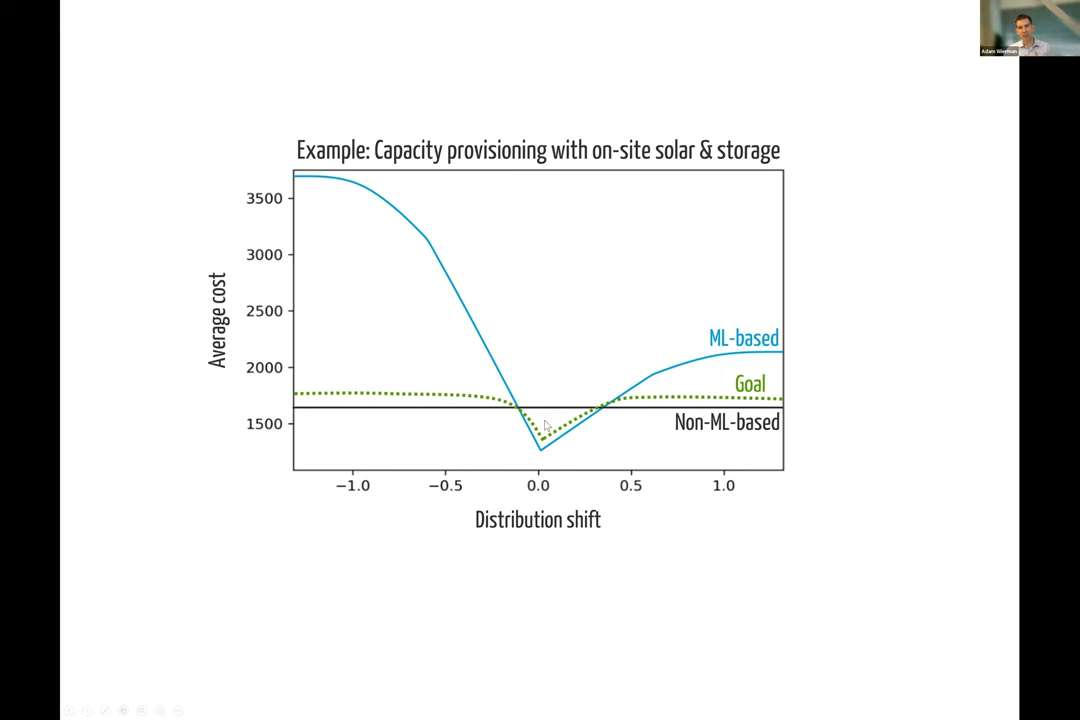 Adam Wierman
Example: Capacity provisioning with on-site solar & storage
3500
3000
2500
2000
1500
Average cost
ML-based
Goal
Non-ML-based
−1.0
−0.5
0.0
0.5
1.0
Distribution shift